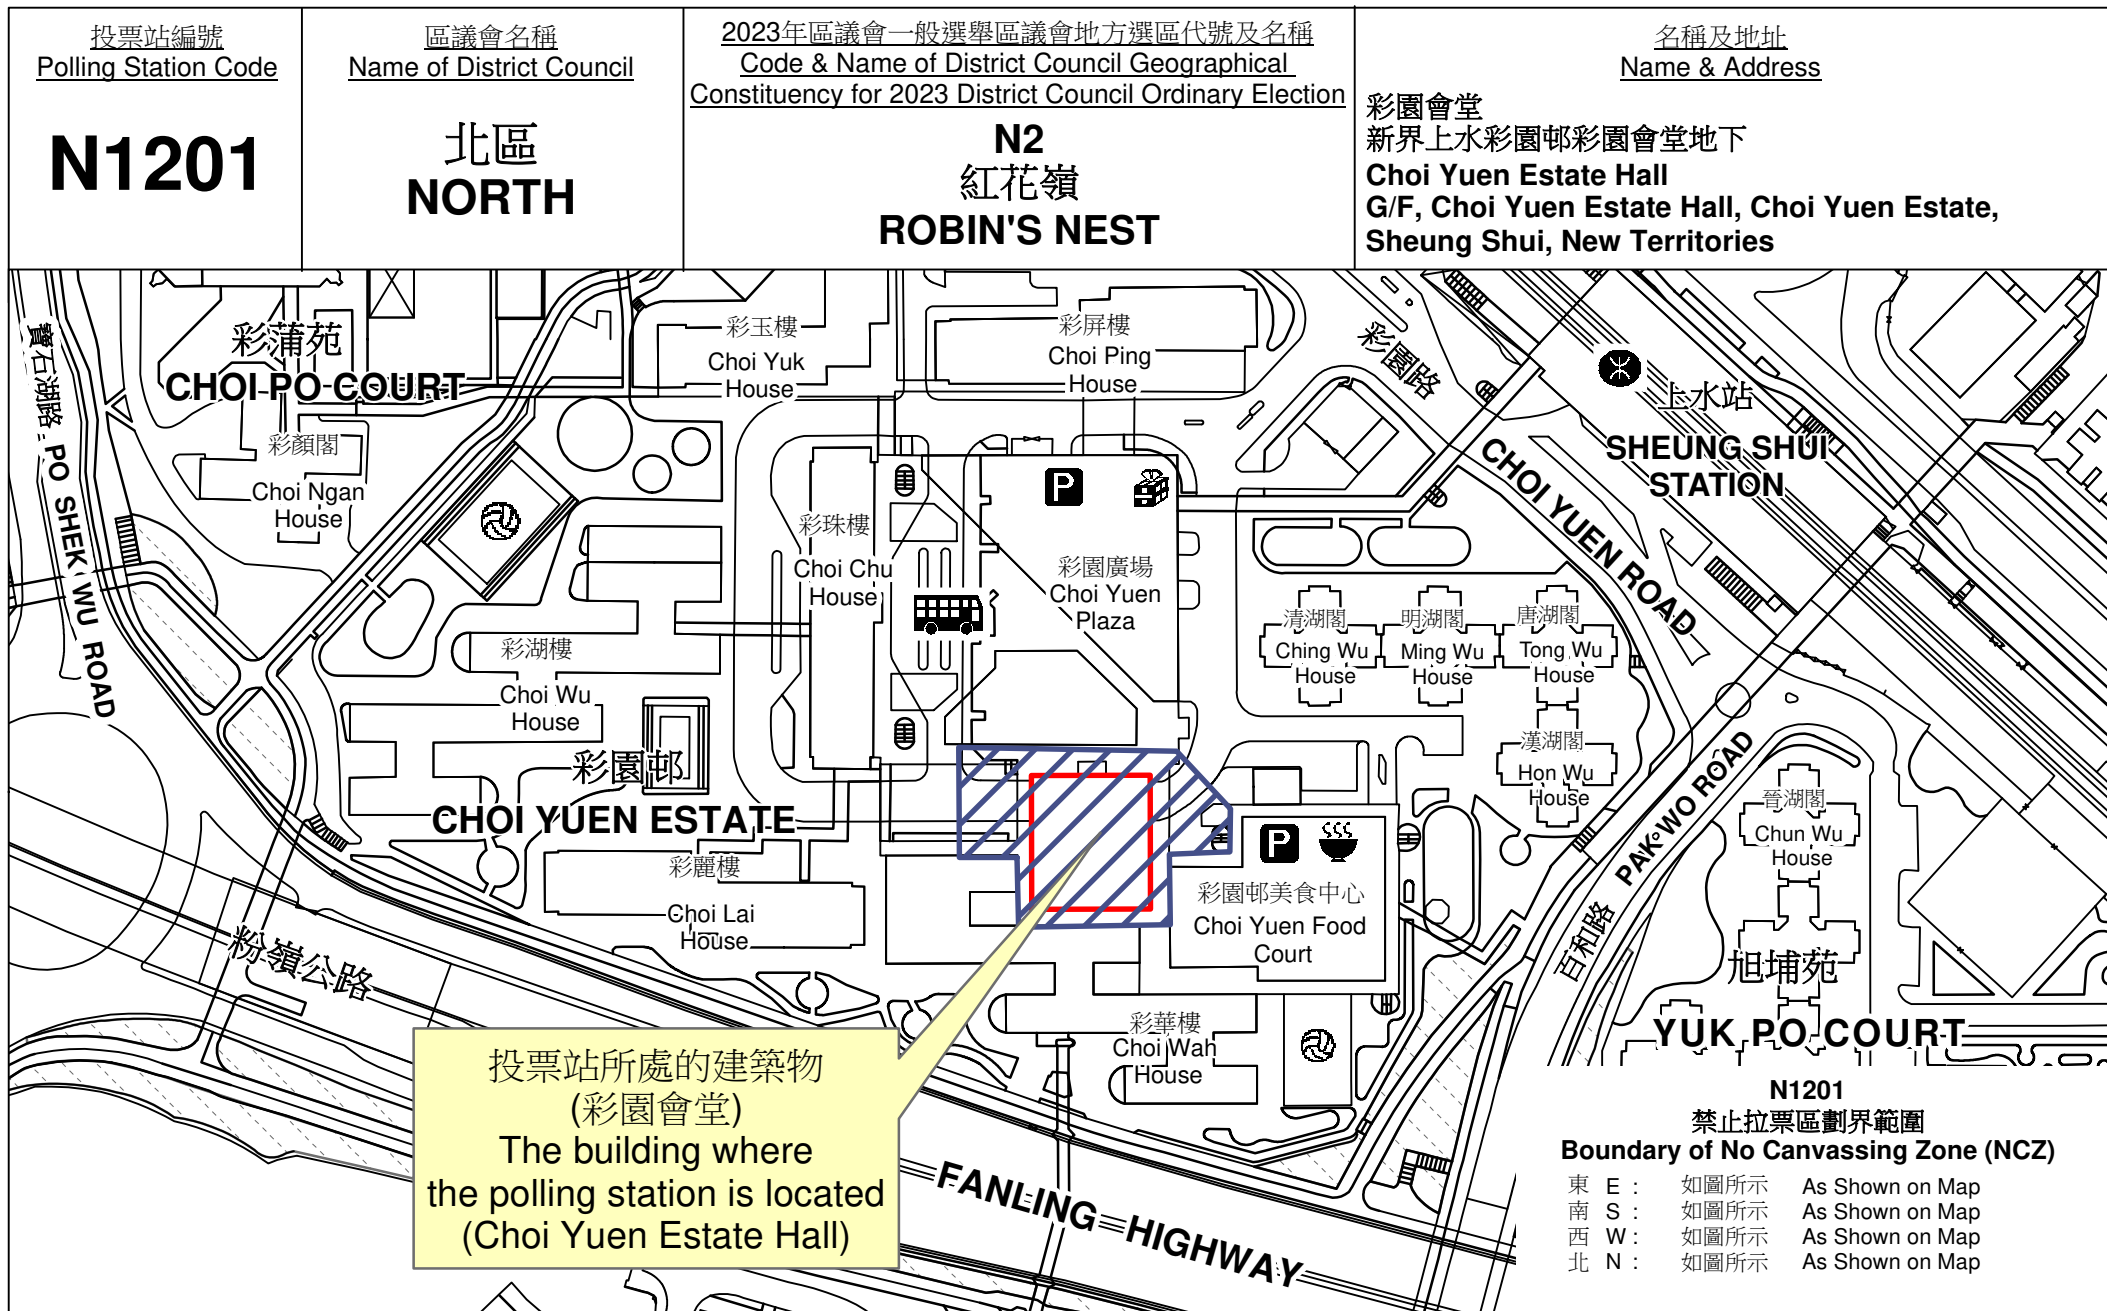 投票站編號
Polling Station Code
N1201
區議會名稱
Name of District Council
北區
NORTH
2023年區議會一般選舉區議會地方選區代號及名稱
Code & Name of District Council Geographical
Constituency for 2023 District Council Ordinary Election
N2
紅花嶺
ROBIN'S NEST
名稱及地址
Name & Address
彩園會堂
新界上水彩園邨彩園會堂地下
Choi Yuen Estate Hall
G/F, Choi Yuen Estate Hall, Choi Yuen Estate,
Sheung Shui, New Territories
寶石湖路 PO SHEK WU ROAD
彩蒲苑
CHOI PO COURT
彩顏閣
Choi Ngan
House
彩玉樓
Choi Yuk
House
彩屏樓
Choi Ping
House
彩園路
CHOI YUEN ROAD
上水站
SHEUNG SHUI
STATION
彩珠樓
Choi Chu
House
P
彩園廣場
Choi Yuen
Plaza
彩湖樓
Choi Wu
House
清湖閣
Ching Wu
House
明湖閣
Ming Wu
House
唐湖閣
Tong Wu
House
漢湖閣
Hon Wu
House
彩園邨
CHOI YUEN ESTATE
彩麗樓
Choi Lai
House
P
彩園邨美食中心
Choi Yuen Food
Court
百和路
PAK WO ROAD
晉湖閣
Chun Wu
House
旭埔苑
YUK PO COURT
粉嶺公路
FANLING HIGHWAY
彩華樓
Choi Wah
House
投票站所處的建築物
(彩園會堂)
The building where
the polling station is located
(Choi Yuen Estate Hall)
N1201
禁止拉票區劃界範圍
Boundary of No Canvassing Zone (NCZ)
東 E : 如圖所示 As Shown on Map
南 S : 如圖所示 As Shown on Map
西 W : 如圖所示 As Shown on Map
北 N : 如圖所示 As Shown on Map